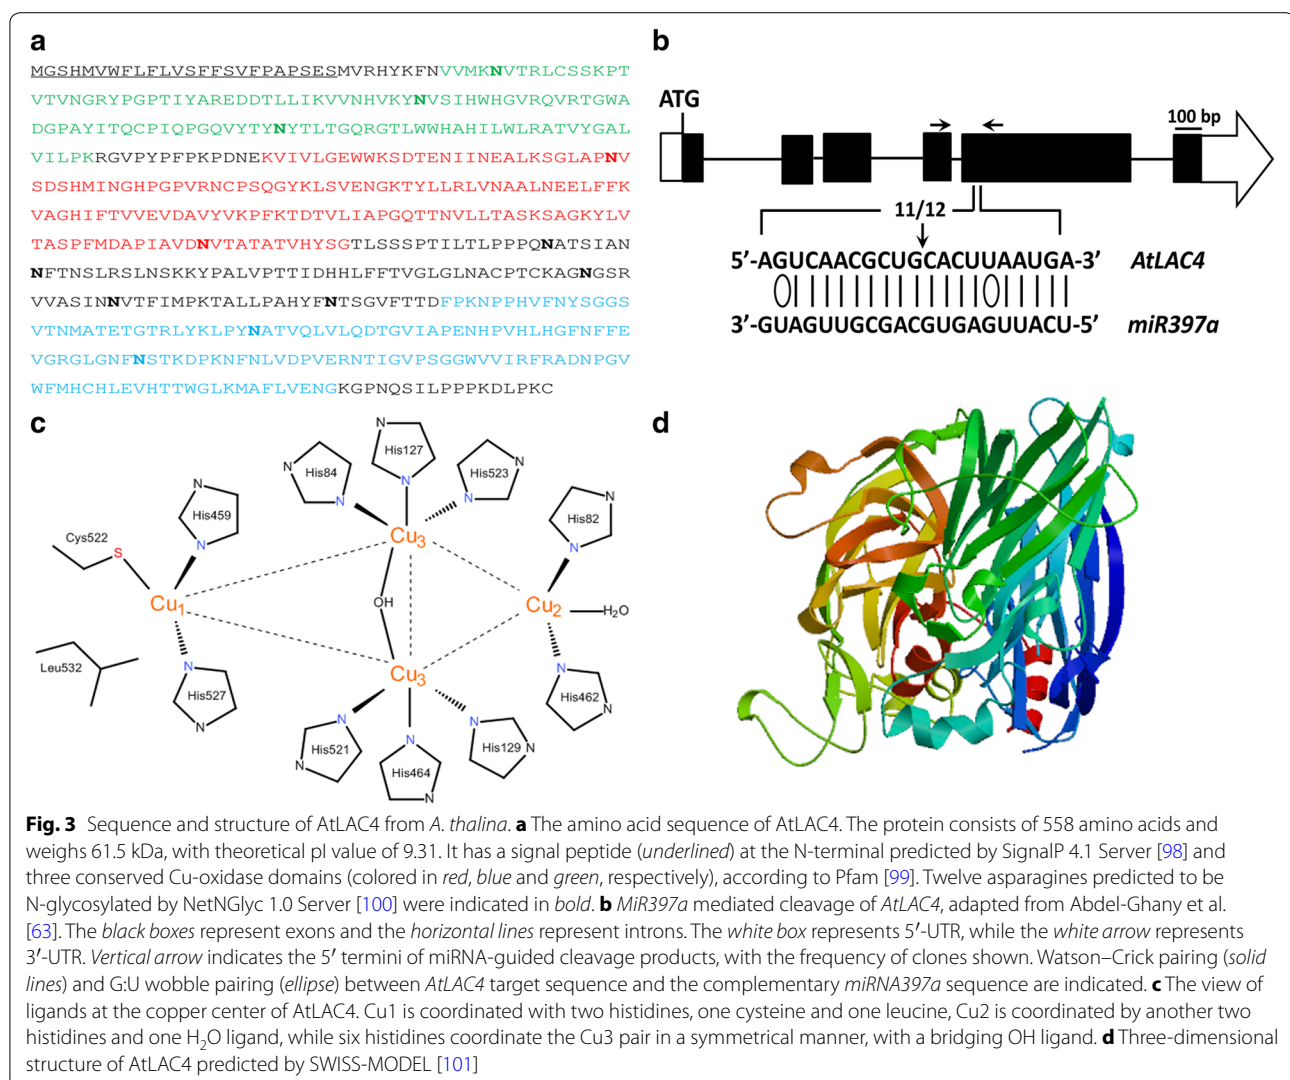 a
MGSHMVWFLFLVSFFSVFPAPSESMVRHYKFNVVMKNVTRLCSSKPT
VTVNGRYPGPTIYAREDDTLLIKVVNHVKYNVSIHWHGVRQVRTGWA
DGPAYITQCPIQPGQVYTYNYTLTGQRGTLWWHAHILWLRATVYGAL
VILPKRGVPYPFPKPDNEKVIVLGEWWKSDTENIINEALKSGLAPNV
SDSHMINGHPGPVRNCPSQGYKLSVENGKTYLLRLVNAALNEELFFK
VAGHIFTVVEVDAVYVKPFKTDTVLIAPGQTTNVLLTASKSAGKYLV
TASPFMDAPIAVDNVTATATVHYSGTLSSSPTILTLPPPQNATSIAN
NFTNSLRSLNSKKYPALVPTTIDHHLFFTVGLGLNACPTCKAGNGSR
VVASINNVTFIMPKTALLPAHYFNTSGVFTTDFPKNPPHVFNYSGGS
VTNMATETGTRLYKLPYNATVQLVLQDTGVIAPENHPVHLHGFNFFE
VGRGLGNFNSTKDPKNFNLVDPVERNTIGVPSGGWVVIRFRADNPGV
WFMHCHLEVHTTWGLKMAFLVENGKGPNQSILPPPKDLPKC
b
ATG
100 bp
11/12
5′-AGUCAACGCUGCACUUAAUGA-3′ AtLAC4
3′-GUAGUUGCGACGUGAGUUACU-5′ miR397a
c
N
His127
N
N
His84
N
N
His523
N
Cu3
N
His459
N
Cys522
S
Cu1
N
His82
N
Cu2
H2O
OH
Leu532
N
His527
N
Cu3
N
His462
N
N
His521
N
N
His464
N
N
His129
N
d
Fig. 3 Sequence and structure of AtLAC4 from A. thalina. a The amino acid sequence of AtLAC4. The protein consists of 558 amino acids and
weighs 61.5 kDa, with theoretical pI value of 9.31. It has a signal peptide (underlined) at the N-terminal predicted by SignalP 4.1 Server [98] and
three conserved Cu-oxidase domains (colored in red, blue and green, respectively), according to Pfam [99]. Twelve asparagines predicted to be
N-glycosylated by NetNGlyc 1.0 Server [100] were indicated in bold. b MiR397a mediated cleavage of AtLAC4, adapted from Abdel-Ghany et al.
[63]. The black boxes represent exons and the horizontal lines represent introns. The white box represents 5′-UTR, while the white arrow represents
3′-UTR. Vertical arrow indicates the 5′ termini of miRNA-guided cleavage products, with the frequency of clones shown. Watson–Crick pairing (solid
lines) and G:U wobble pairing (ellipse) between AtLAC4 target sequence and the complementary miRNA397a sequence are indicated. c The view of
ligands at the copper center of AtLAC4. Cu1 is coordinated with two histidines, one cysteine and one leucine, Cu2 is coordinated by another two
histidines and one H2O ligand, while six histidines coordinate the Cu3 pair in a symmetrical manner, with a bridging OH ligand. d Three-dimensional
structure of AtLAC4 predicted by SWISS-MODEL [101]